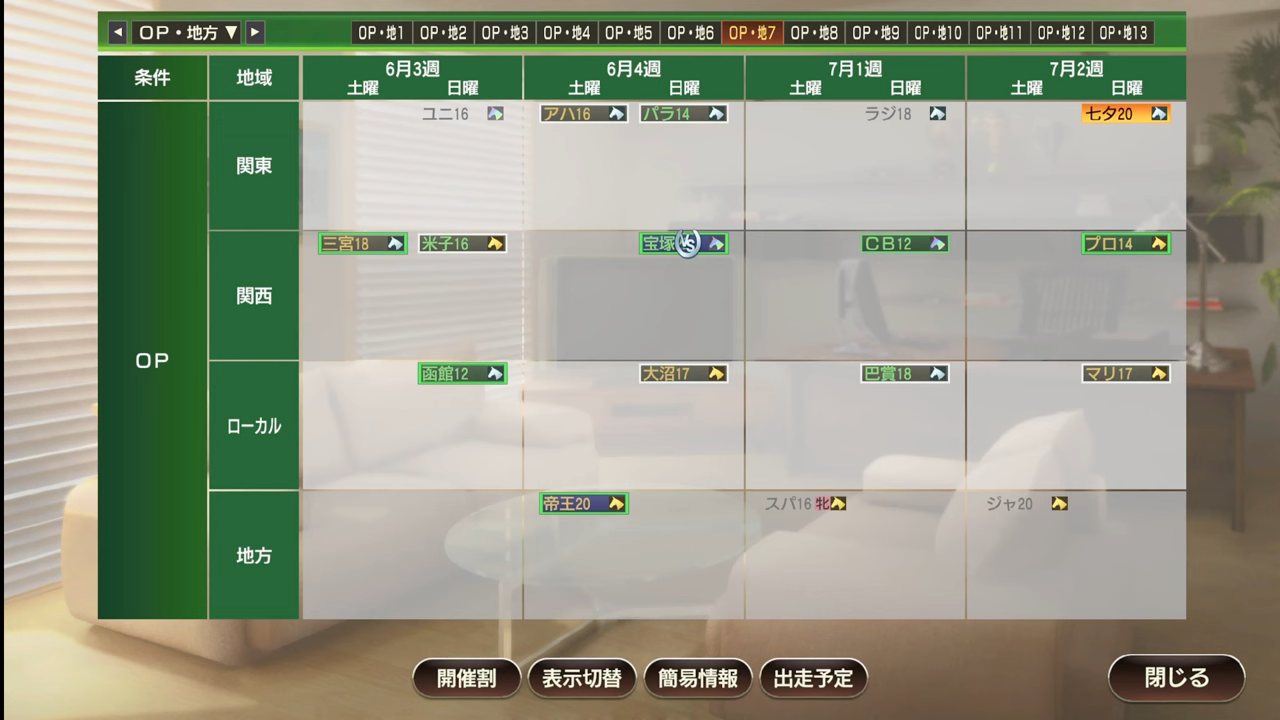 ◀ OP・地方 ▼ ▶ OP・地1 OP・地2 OP・地3 OP・地4 OP・地5 OP・地6 OP・地7 OP・地8 OP・地9 OP・地10 OP・地11 OP・地12 OP・地13
条件 地域 6月3週 6月4週 7月1週 7月2週
土曜 日曜 土曜 日曜 土曜 日曜 土曜 日曜
ユニ16 アハ16 パラ14 ラジ18 七夕20
関東
三宮18 米子16 宝塚 VS CB12 プロ14
関西
OP
函館12 大沼17 巴賞18 マリ17
ローカル
帝王20 スパ16 牝 ジャ20
地方
開催割 表示切替 簡易情報 出走予定 閉じる